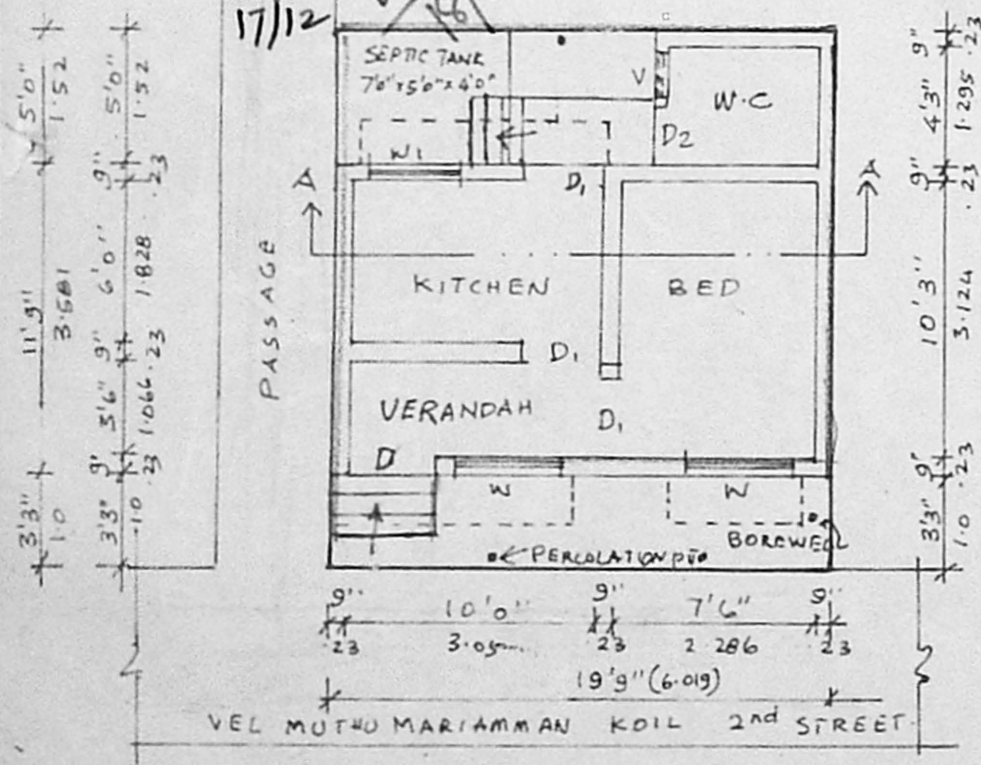 17/12
SEPTIC TANK
7'0"x5'0"x4'0"
V
W.C
D2
W1
D1
A
A
KITCHEN
BED
PASSAGE
D1
VERANDAH
D1
D
W
W
BOREWELL
PERCOLATION PIT
5'0"
1.52
11'9"
3.581
3'3"
1.0
5'0"
1.52
9"
.23
6'0"
1.828
9"
.23
3'6"
1.066
9"
.23
3'3"
1.0
9"
.23
4'3"
1.295
9"
.23
10'3"
3.124
9"
.23
3'3"
1.0
9" 10'0" 9" 7'6" 9"
.23 .23 2.286 .23
19'9" (6.019)
VEL MUTHU MARIAMMAN KOIL 2nd STREET.